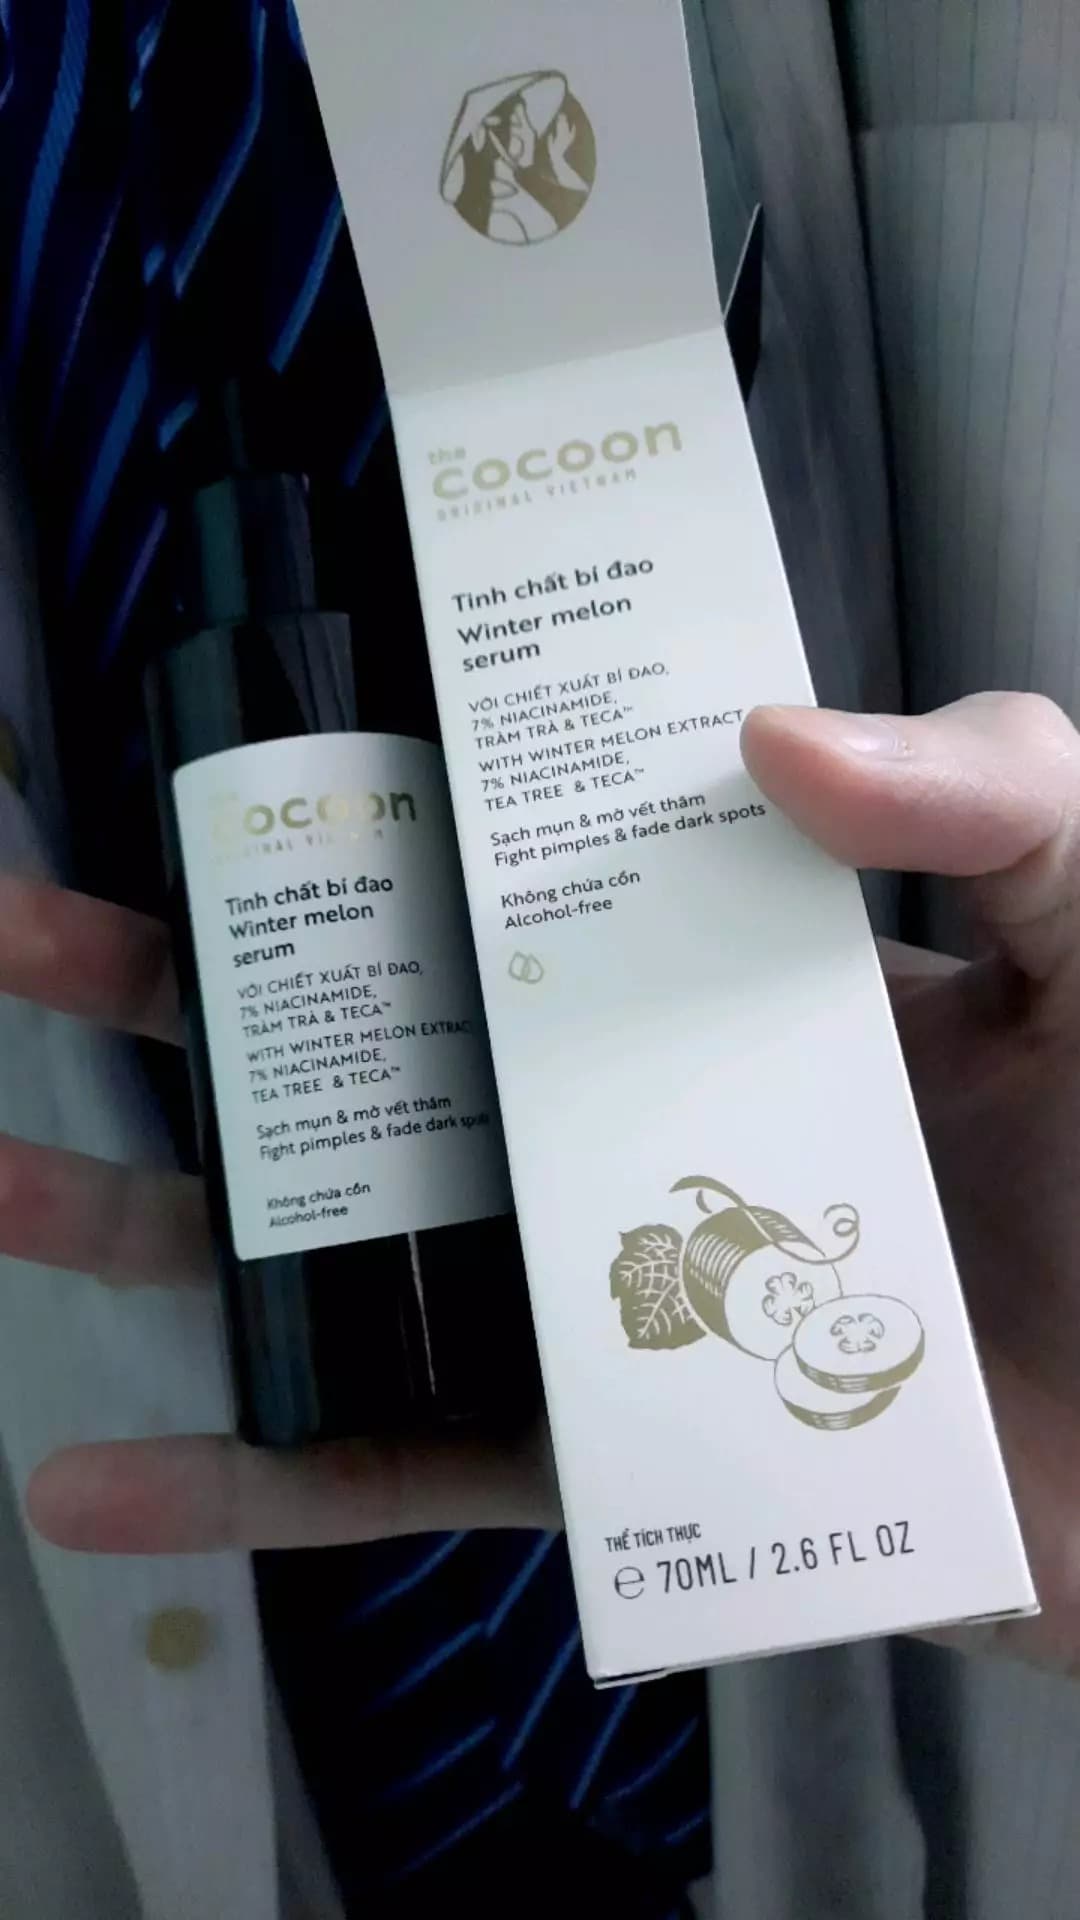 the
cocoon
ORIGINAL VIETNAM
Tinh chất bí đao
Winter melon
serum
VỚI CHIẾT XUẤT BÍ ĐAO,
7% NIACINAMIDE,
TRÀM TRÀ & TECA™
WITH WINTER MELON EXTRACT
7% NIACINAMIDE,
TEA TREE & TECA™
Sạch mụn & mờ vết thâm
Fight pimples & fade dark spots
Không chứa cồn
Alcohol-free
THỂ TÍCH THỰC
℮ 70ML / 2.6 FL OZ
cocoon
ORIGINAL VIETNAM
Tinh chất bí đao
Winter melon
serum
VỚI CHIẾT XUẤT BÍ ĐAO,
7% NIACINAMIDE,
TRÀM TRÀ & TECA™
WITH WINTER MELON EXTRAC
7% NIACINAMIDE,
TEA TREE & TECA™
Sạch mụn & mờ vết thâm
Fight pimples & fade dark spots
Không chứa cồn
Alcohol-free